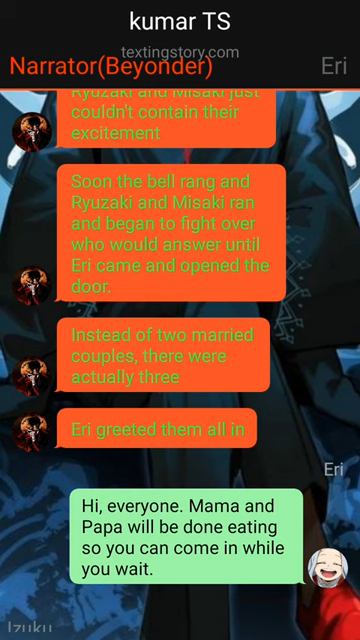 kumar TS
textingstory.com
Narrator(Beyonder)
Eri
Ryuzaki and Misaki just
couldn't contain their
excitement
Soon the bell rang and
Ryuzaki and Misaki ran
and began to fight over
who would answer until
Eri came and opened the
door.
Instead of two married
couples, there were
actually three
Eri greeted them all in
Eri
Hi, everyone. Mama and
Papa will be done eating
so you can come in while
you wait.
Izuku